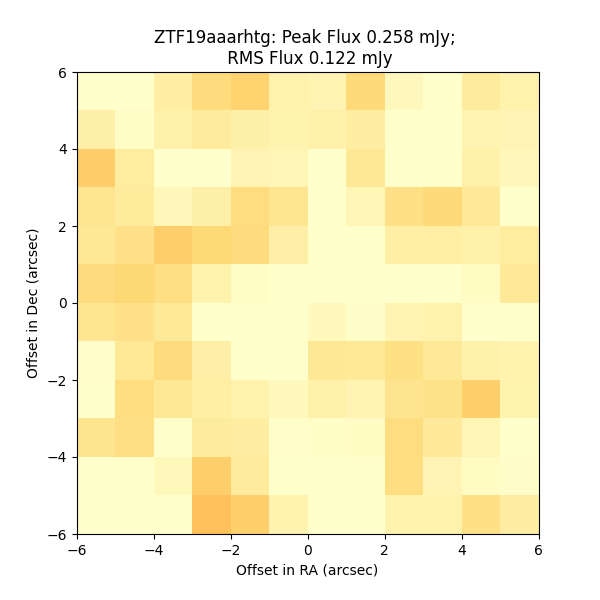 ZTF19aaarhtg: Peak Flux 0.258 mJy;
RMS Flux 0.122 mJy
6
4
2
0
−2
−4
−6
Offset in Dec (arcsec)
−6 −4 −2 0 2 4 6
Offset in RA (arcsec)